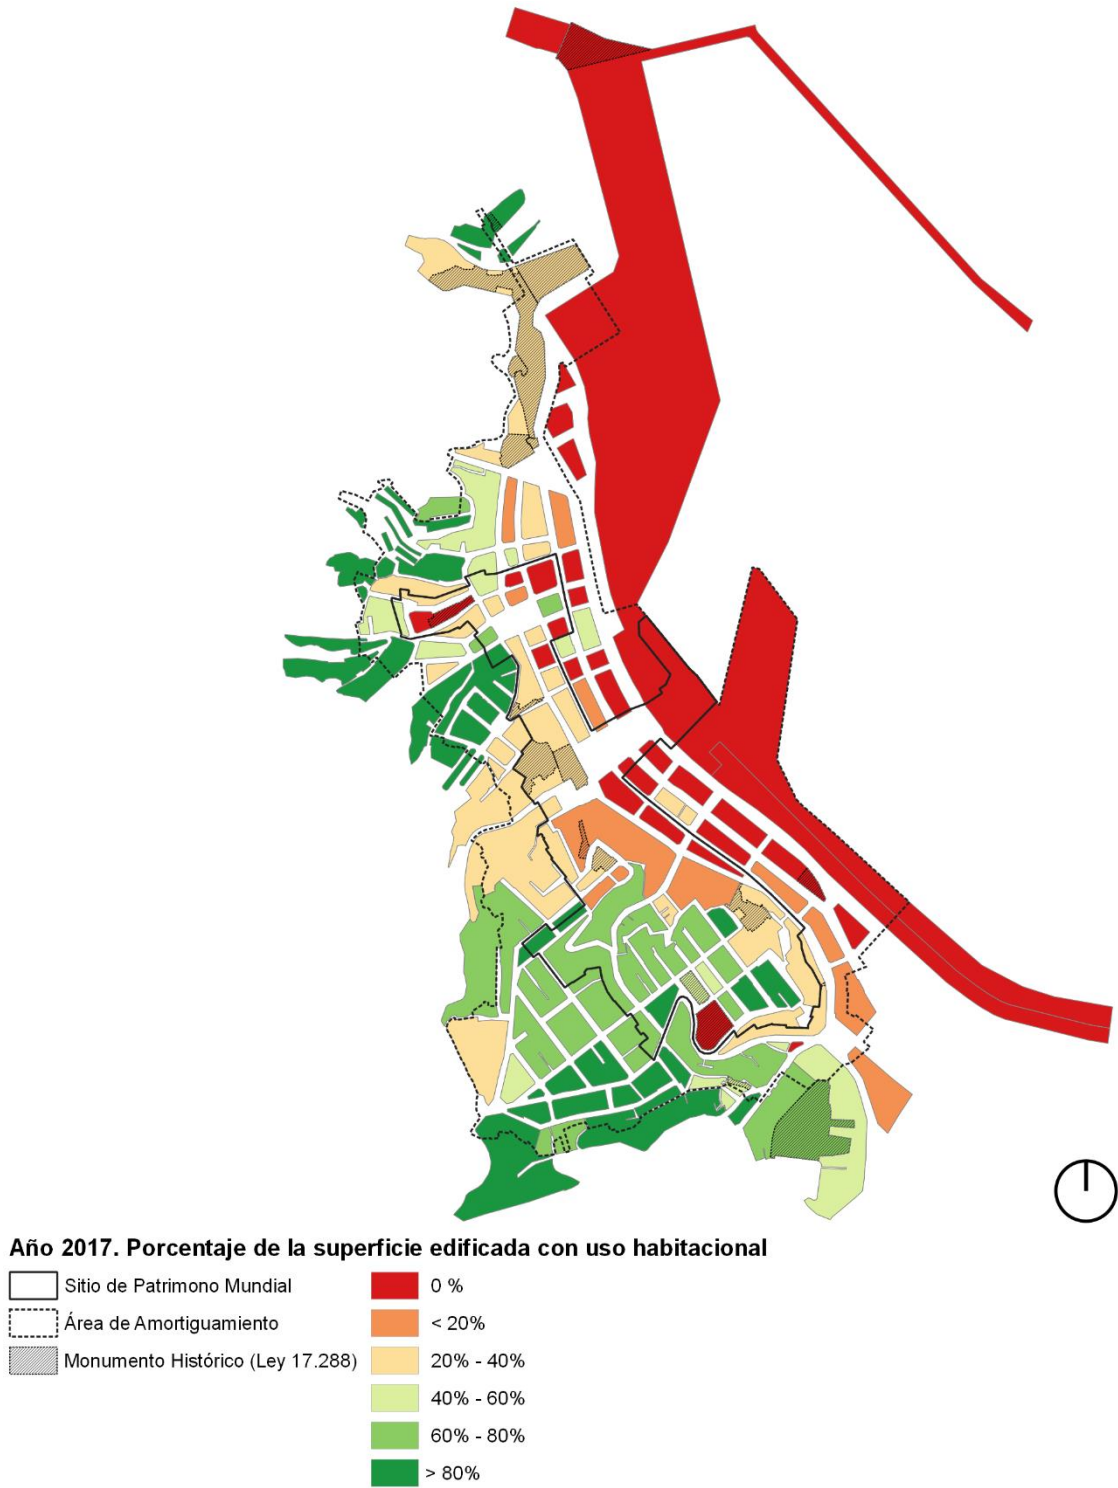 Año 2017. Porcentaje de la superficie edificada con uso habitacional
Sitio de Patrimono Mundial
Área de Amortiguamiento
Monumento Histórico (Ley 17.288)
0 %
< 20%
20% - 40%
40% - 60%
60% - 80%
> 80%